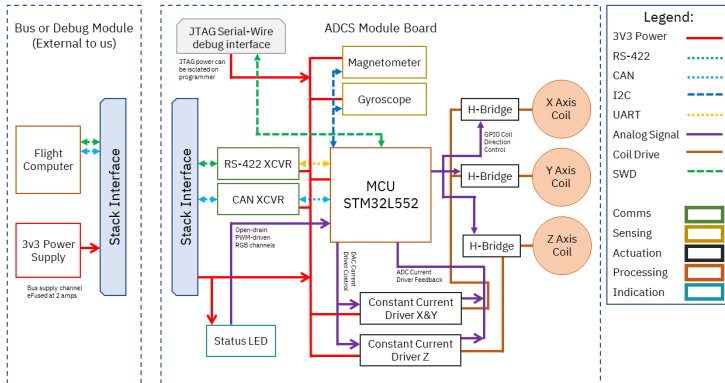 Bus or Debug Module
(External to us)
Flight
Computer
3v3 Power
Supply
Bus supply channel
eFused at 2 amps
Stack Interface
ADCS Module Board
JTAG Serial-Wire
debug interface
JTAG power can
be isolated on
programmer
Magnetometer
Gyroscope
Stack Interface
RS-422 XCVR
CAN XCVR
Open-drain
PWM-driven
RGB channels
Status LED
MCU
STM32L552
DAC Current
Driver Control
ADC Current
Driver Feedback
Constant Current
Driver X&Y
Constant Current
Driver Z
GPIO Coil
Direction
Control
H-Bridge
X Axis
Coil
H-Bridge
Y Axis
Coil
H-Bridge
Z Axis
Coil
Legend:
3V3 Power
RS-422
CAN
I2C
UART
Analog Signal
Coil Drive
SWD
Comms
Sensing
Actuation
Processing
Indication